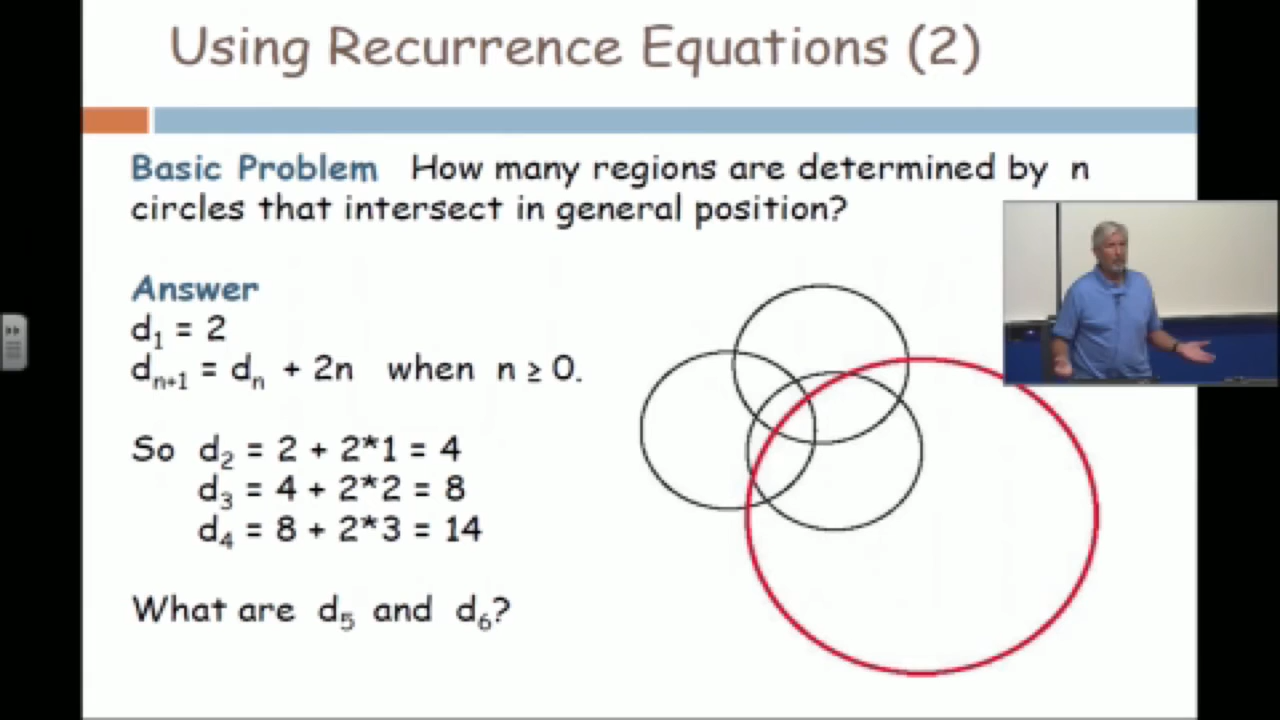 Using Recurrence Equations (2)
Basic Problem How many regions are determined by n
circles that intersect in general position?
Answer
d₁ = 2
dₙ₊₁ = dₙ + 2n when n ≥ 0.
So d₂ = 2 + 2*1 = 4
d₃ = 4 + 2*2 = 8
d₄ = 8 + 2*3 = 14
What are d₅ and d₆?